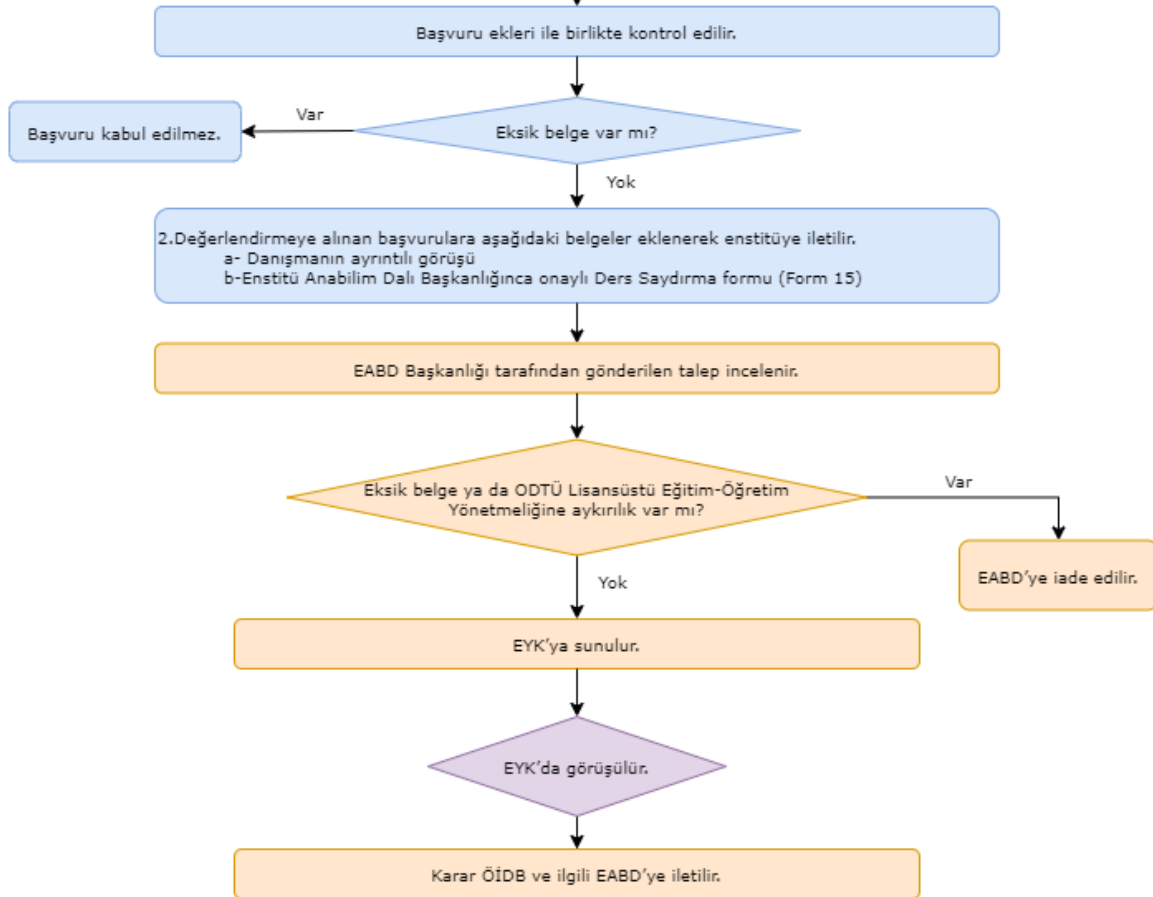 Başvuru ekleri ile birlikte kontrol edilir.
Var
Başvuru kabul edilmez.
Eksik belge var mı?
Yok
2.Değerlendirmeye alınan başvurulara aşağıdaki belgeler eklenerek enstitüye iletilir.
a- Danışmanın ayrıntılı görüşü
b-Enstitü Anabilim Dalı Başkanlığınca onaylı Ders Saydırma formu (Form 15)
EABD Başkanlığı tarafından gönderilen talep incelenir.
Eksik belge ya da ODTÜ Lisansüstü Eğitim-Öğretim
Yönetmeliğine aykırılık var mı?
Var
EABD’ye iade edilir.
Yok
EYK’ya sunulur.
EYK’da görüşülür.
Karar ÖİDB ve ilgili EABD’ye iletilir.